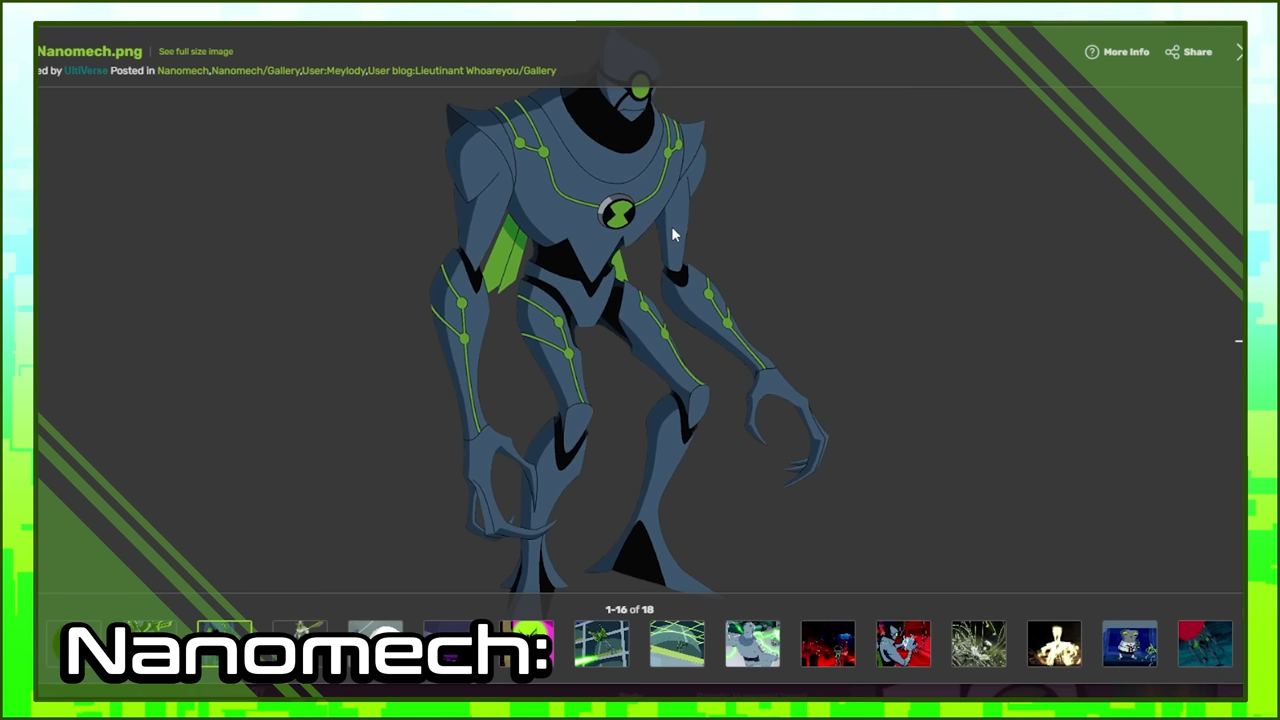 Nanomech.png | See full size image
More Info
Share
ed by UltiVerse Posted in Nanomech,Nanomech/Gallery,User:Meylody,User blog:Lieutinant Whoareyou/Gallery
1-16 of 18
Nanomech: